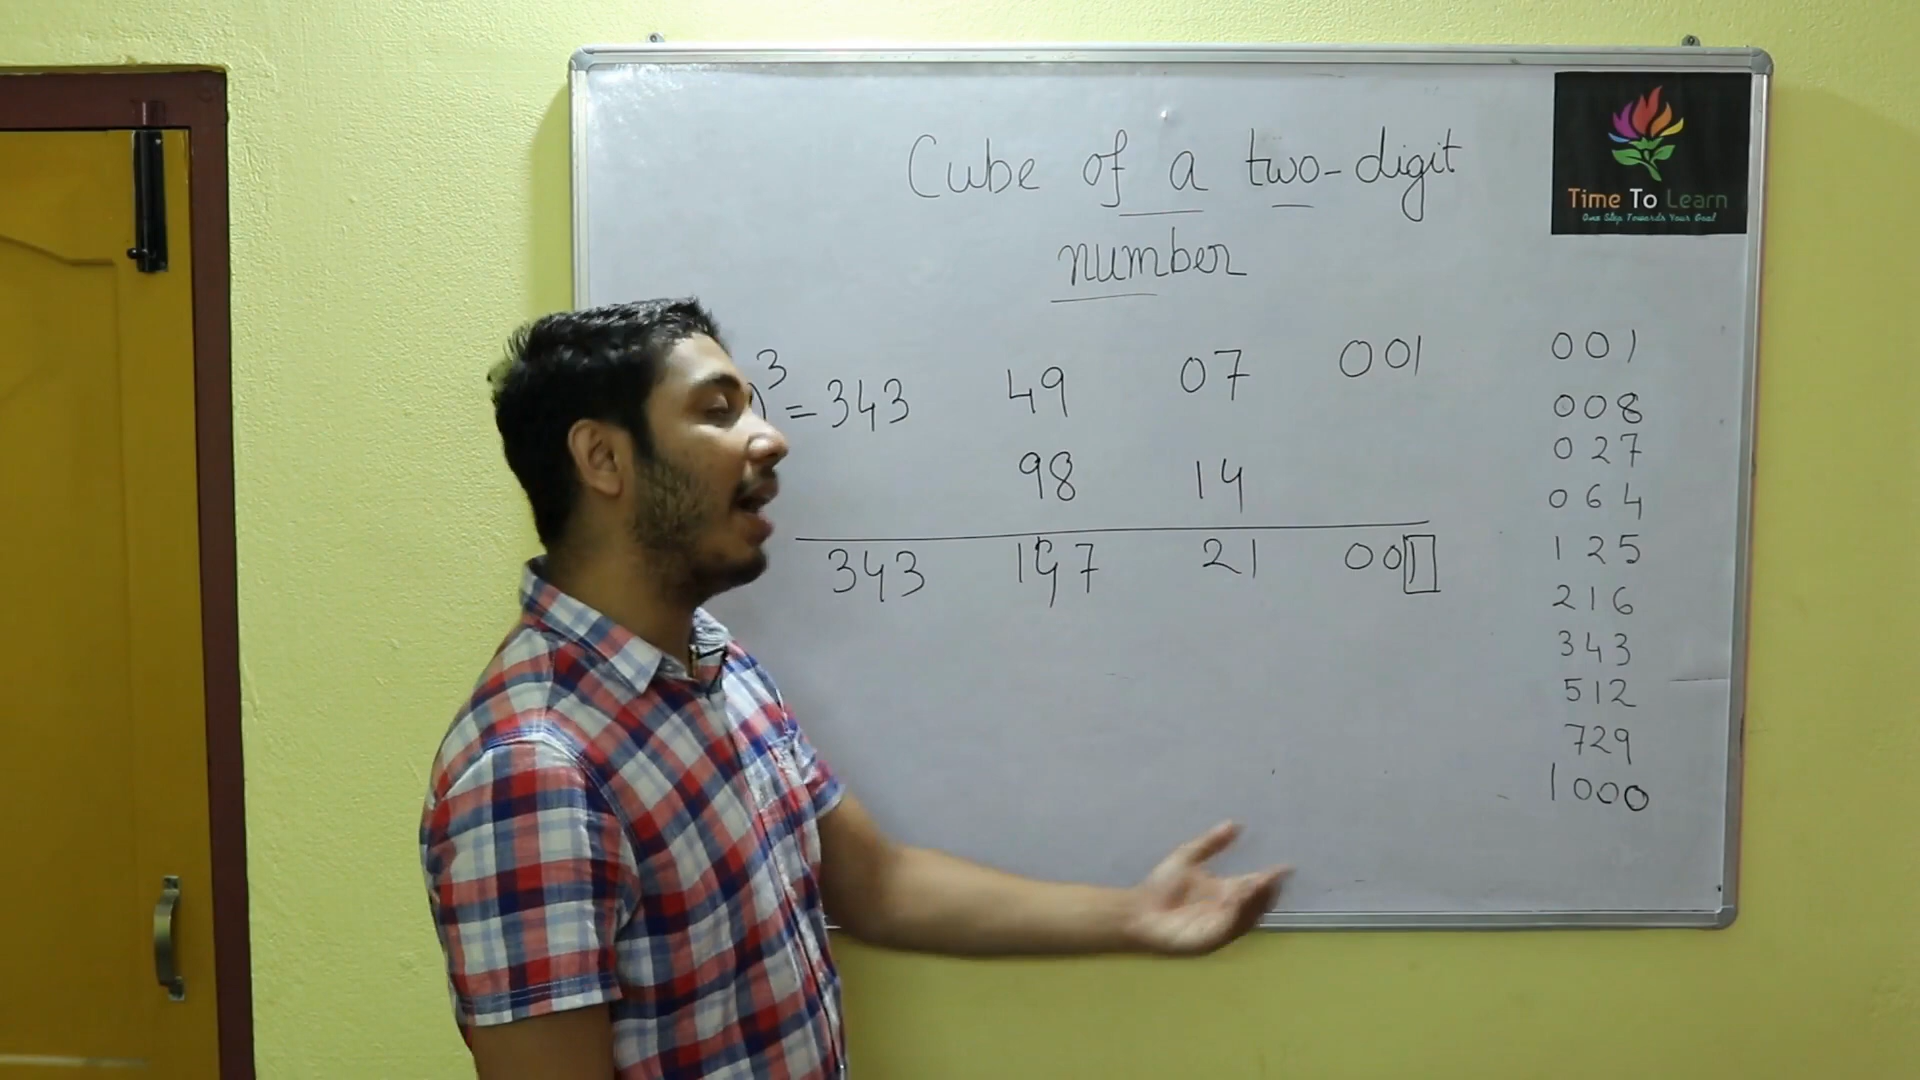 Cube of a two-digit
number
Time To Learn
One Step Towards Your Goal
)³ = 343 49 07 001
98 14
343 147 21 001
001
008
027
064
125
216
343
512
729
1000